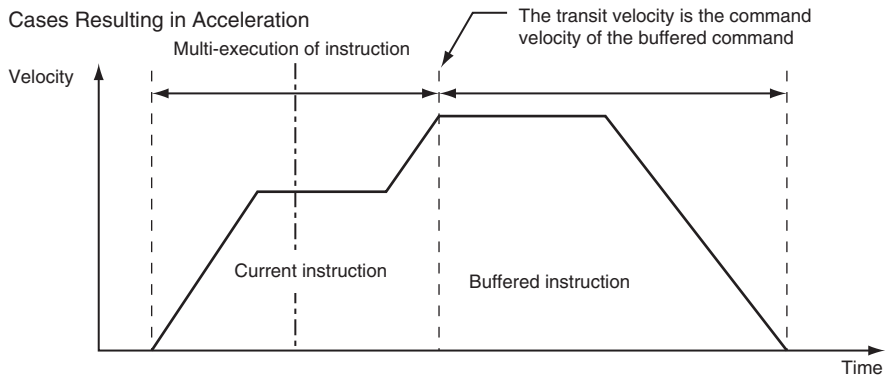 Cases Resulting in Acceleration
The transit velocity is the command
velocity of the buffered command
Multi-execution of instruction
Velocity
Current instruction
Buffered instruction
Time